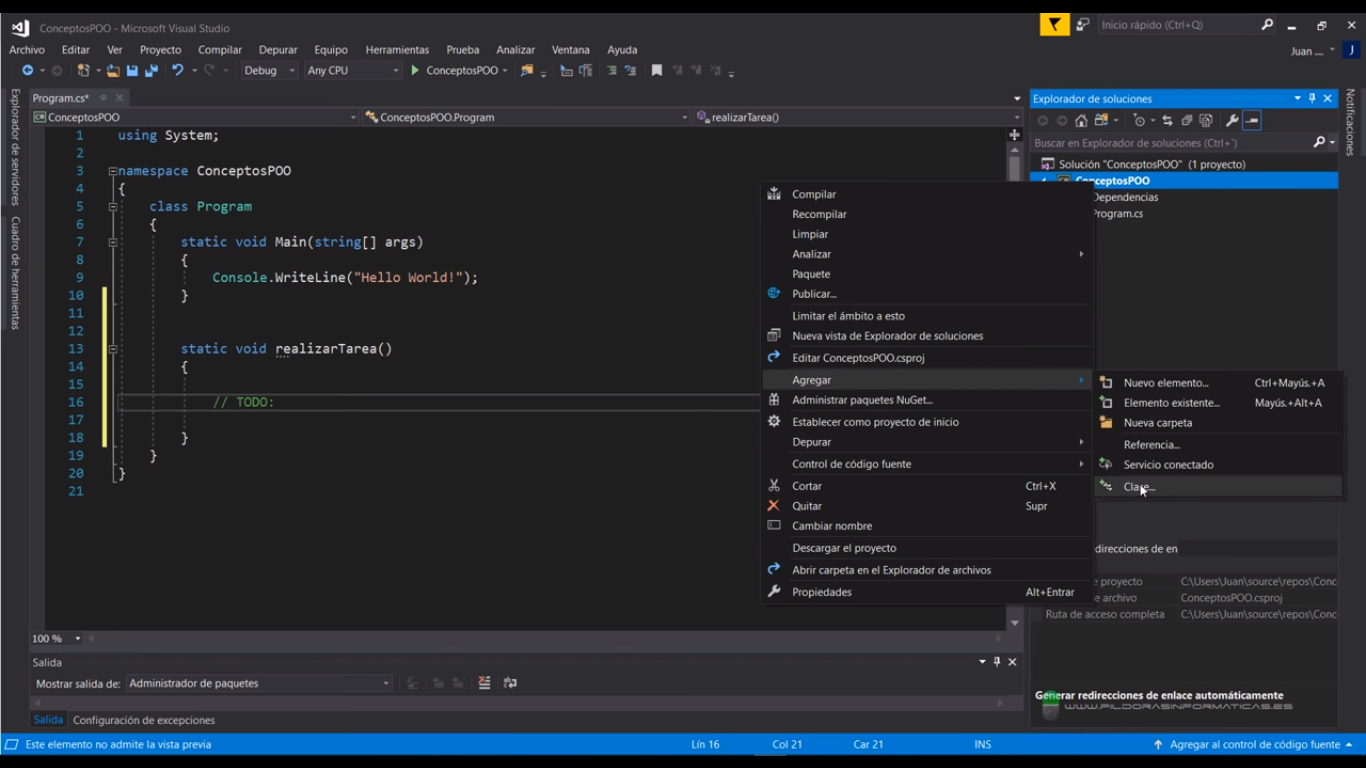 ConceptosPOO - Microsoft Visual Studio
Inicio rápido (Ctrl+Q)
Archivo Editar Ver Proyecto Compilar Depurar Equipo Herramientas Prueba Analizar Ventana Ayuda
Juan ... J
Debug Any CPU ConceptosPOO
Explorador de servidores
Cuadro de herramientas
Program.cs*
ConceptosPOO ConceptosPOO.Program realizarTarea()
1 using System;
2
3 namespace ConceptosPOO
4 {
5 class Program
6 {
7 static void Main(string[] args)
8 {
9 Console.WriteLine("Hello World!");
10 }
11
12
13 static void realizarTarea()
14 {
15
16 // TODO:
17
18 }
19 }
20 }
21
100 %
Compilar
Recompilar
Limpiar
Analizar
Paquete
Publicar...
Limitar el ámbito a esto
Nueva vista de Explorador de soluciones
Editar ConceptosPOO.csproj
Agregar
Administrar paquetes NuGet...
Establecer como proyecto de inicio
Depurar
Control de código fuente
Cortar Ctrl+X
Quitar Supr
Cambiar nombre
Descargar el proyecto
Abrir carpeta en el Explorador de archivos
Propiedades Alt+Entrar
Nuevo elemento... Ctrl+Mayús.+A
Elemento existente... Mayús.+Alt+A
Nueva carpeta
Referencia...
Servicio conectado
Clase...
Explorador de soluciones
Buscar en Explorador de soluciones (Ctrl+´)
Solución "ConceptosPOO" (1 proyecto)
ConceptosPOO
Dependencias
Program.cs
Notificaciones
direcciones de en
proyecto C:\Users\Juan\source\repos\Conc
e archivo ConceptosPOO.csproj
Ruta de acceso completa C:\Users\Juan\source\repos\Conc
Generar redirecciones de enlace automáticamente
WWW.PILDORASINFORMATICAS.ES
Salida
Mostrar salida de: Administrador de paquetes
Salida Configuración de excepciones
Este elemento no admite la vista previa Lín 16 Col 21 Car 21 INS Agregar al control de código fuente